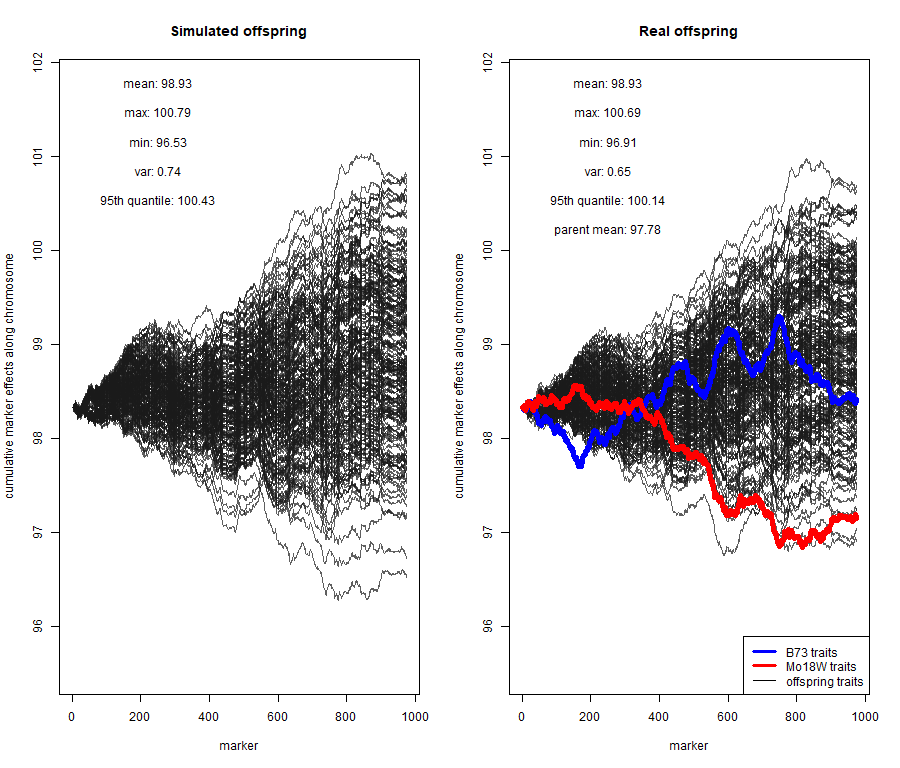 Simulated offspring
mean: 98.93
max: 100.79
min: 96.53
var: 0.74
95th quantile: 100.43
cumulative marker effects along chromosome
102
101
100
99
98
97
96
0 200 400 600 800 1000
marker
Real offspring
mean: 98.93
max: 100.69
min: 96.91
var: 0.65
95th quantile: 100.14
parent mean: 97.78
cumulative marker effects along chromosome
102
101
100
99
98
97
96
B73 traits
Mo18W traits
offspring traits
0 200 400 600 800 1000
marker